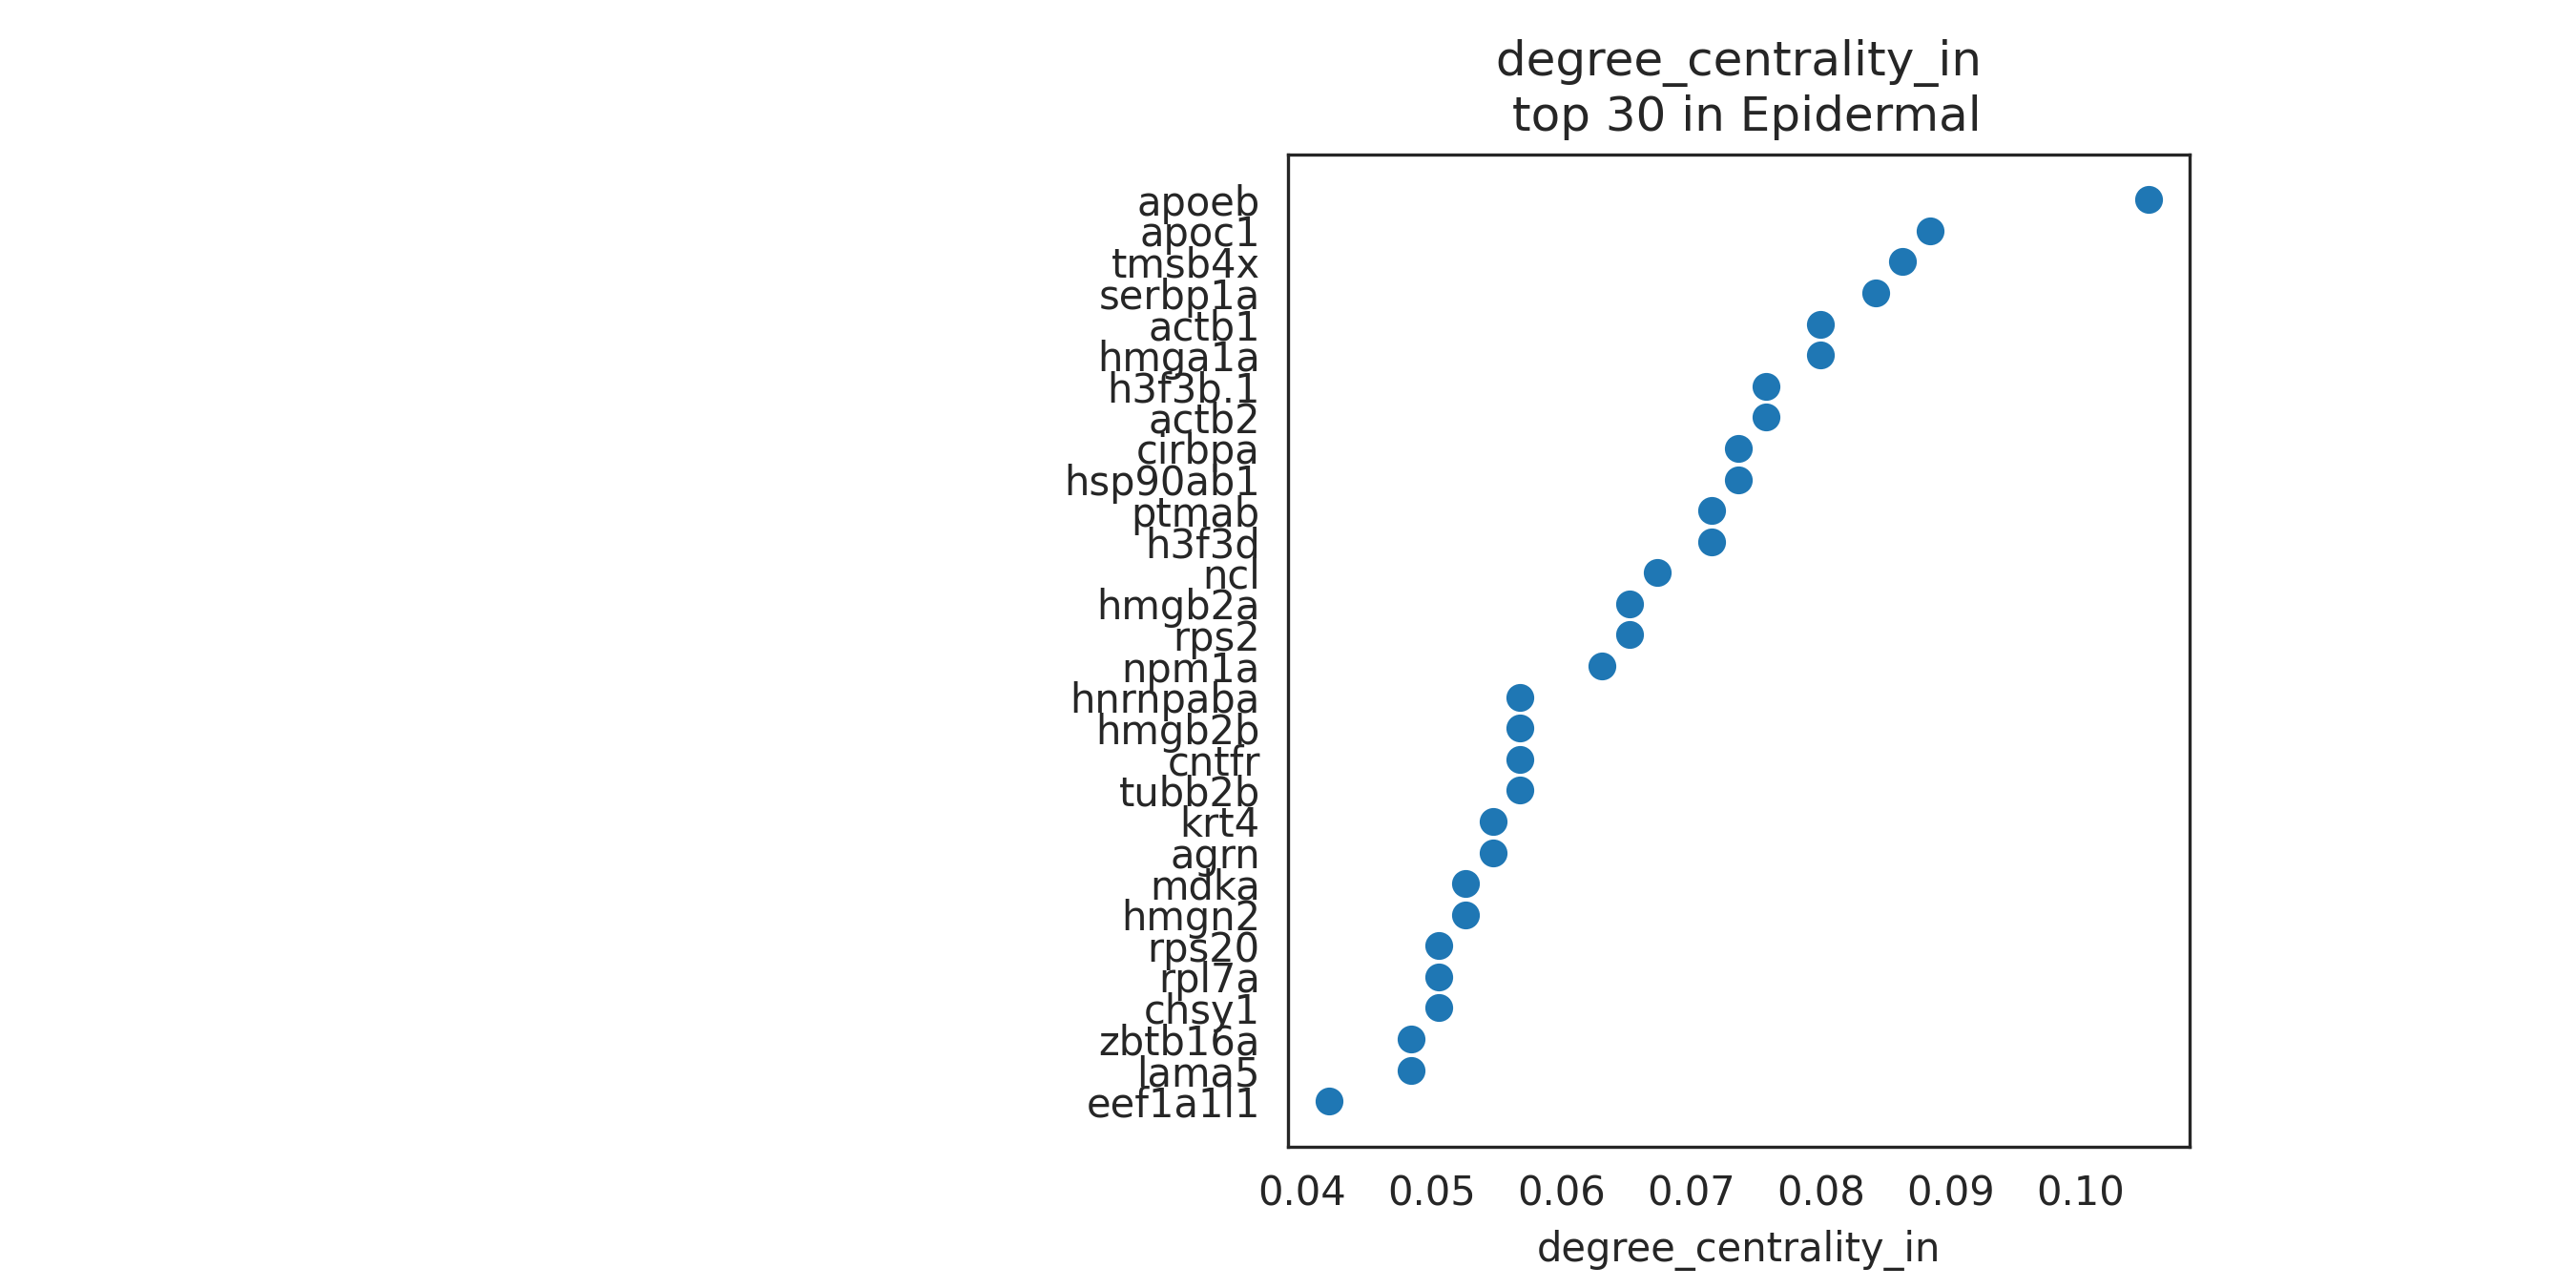 degree_centrality_in
top 30 in Epidermal
apoeb
apoc1
tmsb4x
serbp1a
actb1
hmga1a
h3f3b.1
actb2
cirbpa
hsp90ab1
ptmab
h3f3d
ncl
hmgb2a
rps2
npm1a
hnrnpaba
hmgb2b
cntfr
tubb2b
krt4
agrn
mdka
hmgn2
rps20
rpl7a
chsy1
zbtb16a
lama5
eef1a1l1
0.04 0.05 0.06 0.07 0.08 0.09 0.10
degree_centrality_in